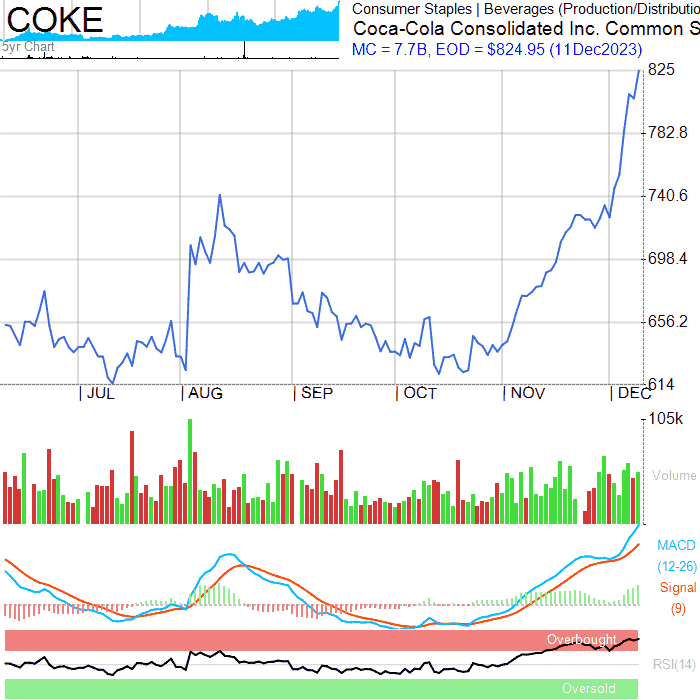 COKE
5yr Chart
Consumer Staples | Beverages (Production/Distributio
Coca-Cola Consolidated Inc. Common S
MC = 7.7B, EOD = $824.95 (11Dec2023)
825
782.8
740.6
698.4
656.2
614
| JUL | AUG | SEP | OCT | NOV | DEC
105k
Volume
MACD
(12-26)
Signal
(9)
Overbought
RSI(14)
Oversold